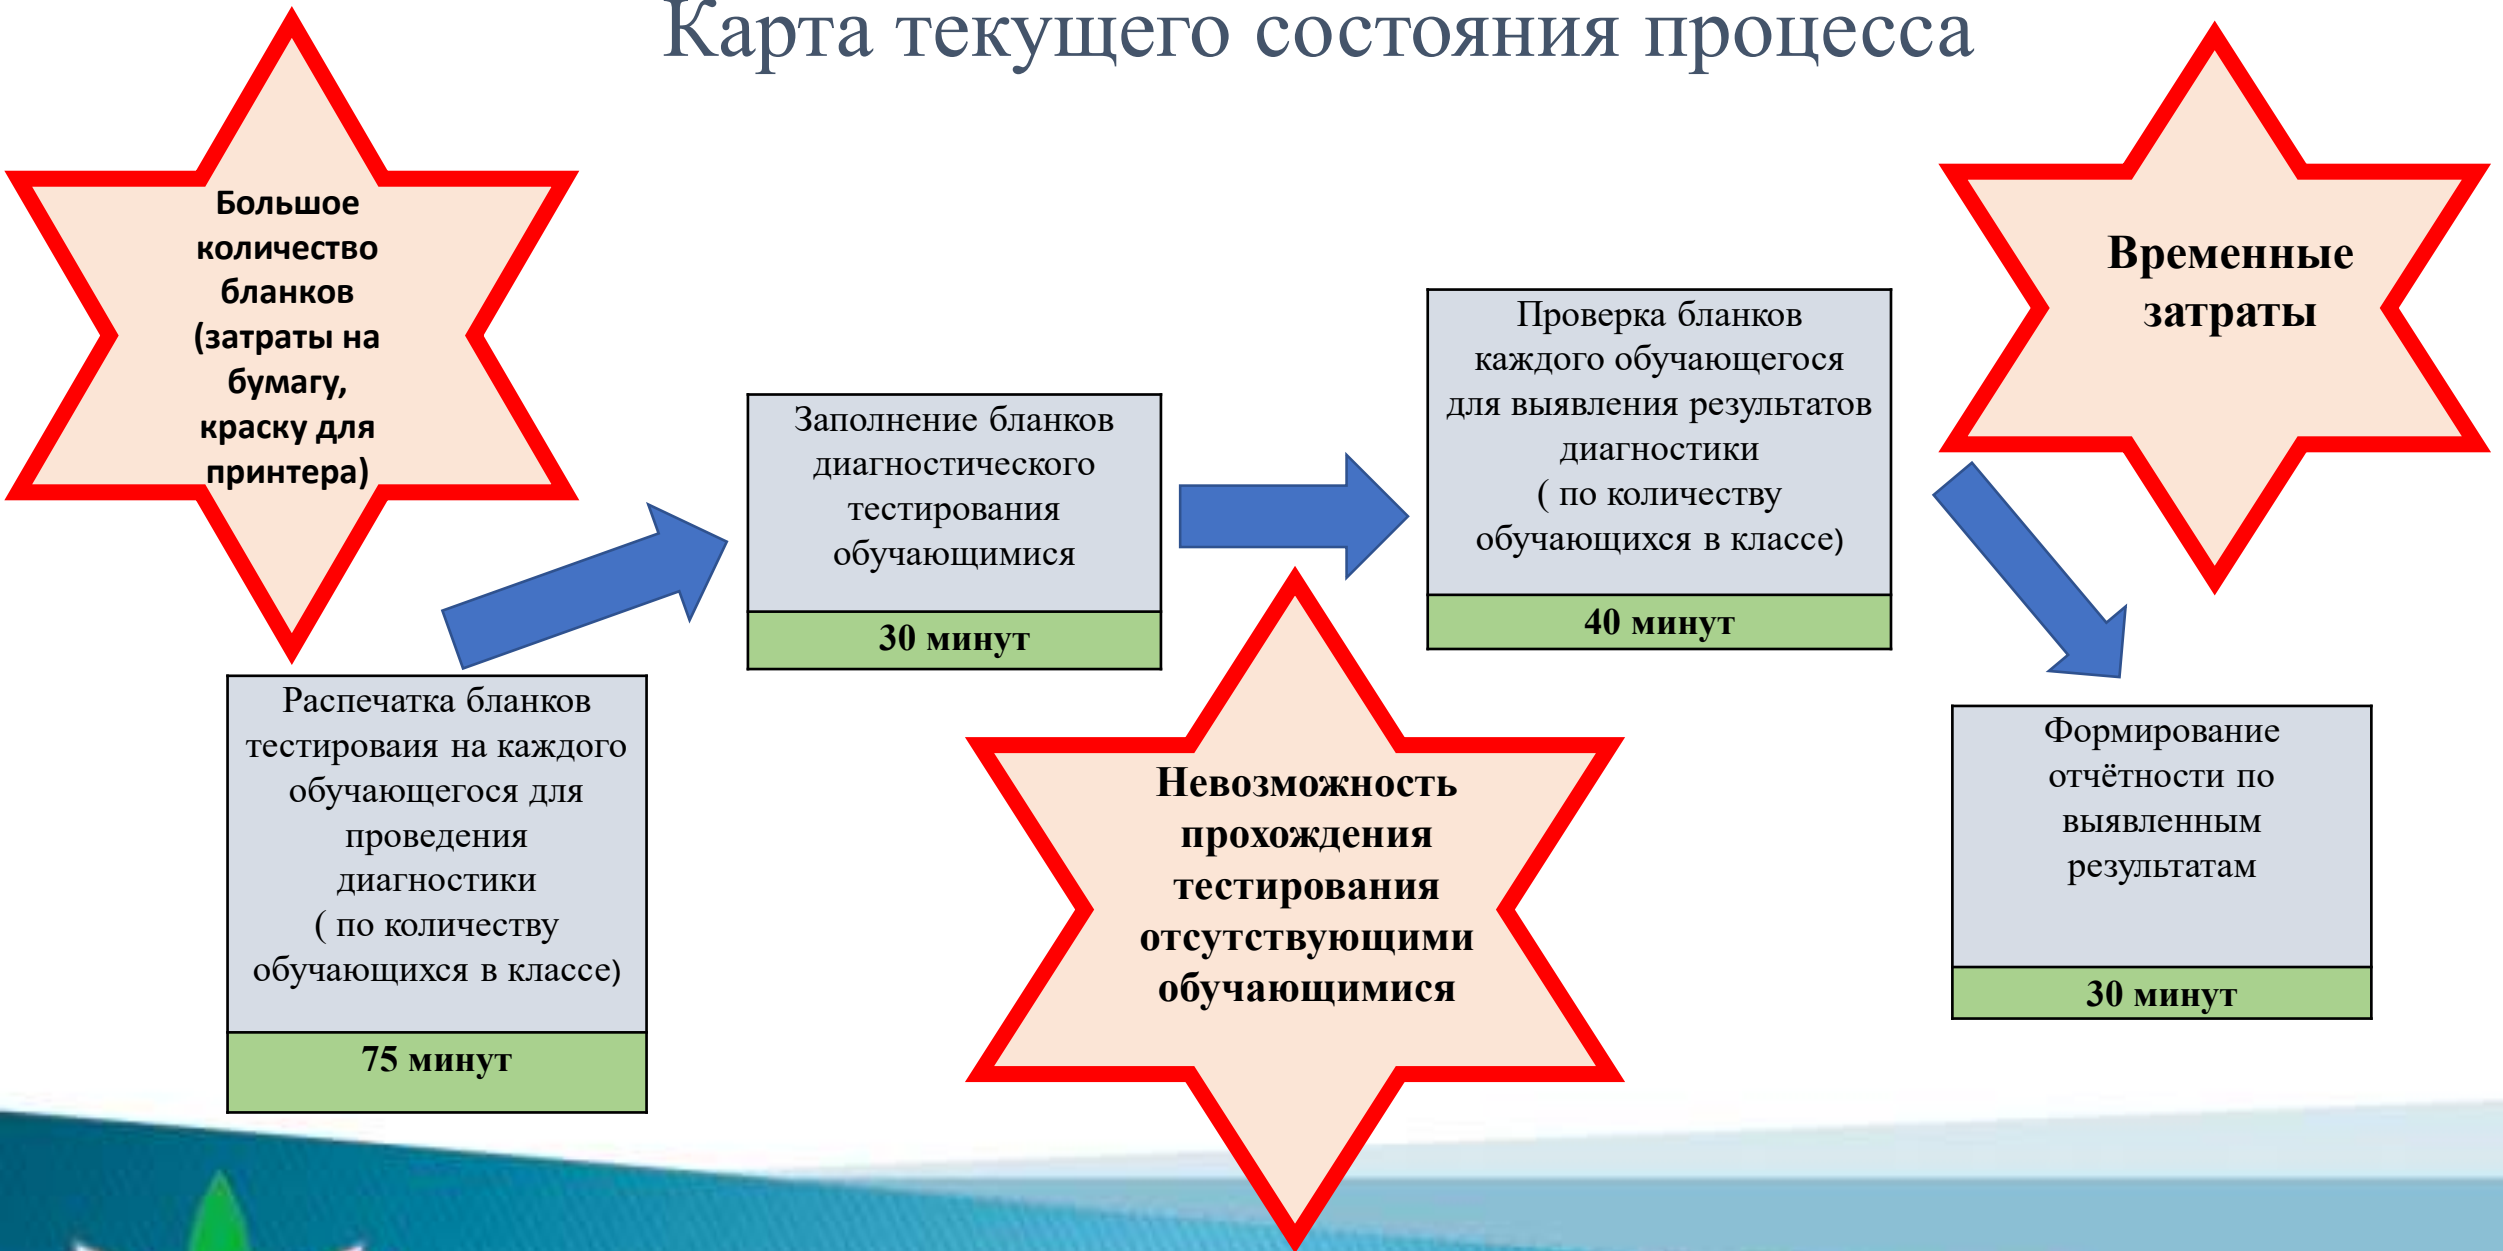 Карта текущего состояния процесса
Большое
количество
бланков
(затраты на
бумагу,
краску для
принтера)
Распечатка бланков
тестироваия на каждого
обучающегося для
проведения
диагностики
( по количеству
обучающихся в классе)
75 минут
Заполнение бланков
диагностического
тестирования
обучающимися
30 минут
Невозможность
прохождения
тестирования
отсутствующими
обучающимися
Проверка бланков
каждого обучающегося
для выявления результатов
диагностики
( по количеству
обучающихся в классе)
40 минут
Временные
затраты
Формирование
отчётности по
выявленным
результатам
30 минут